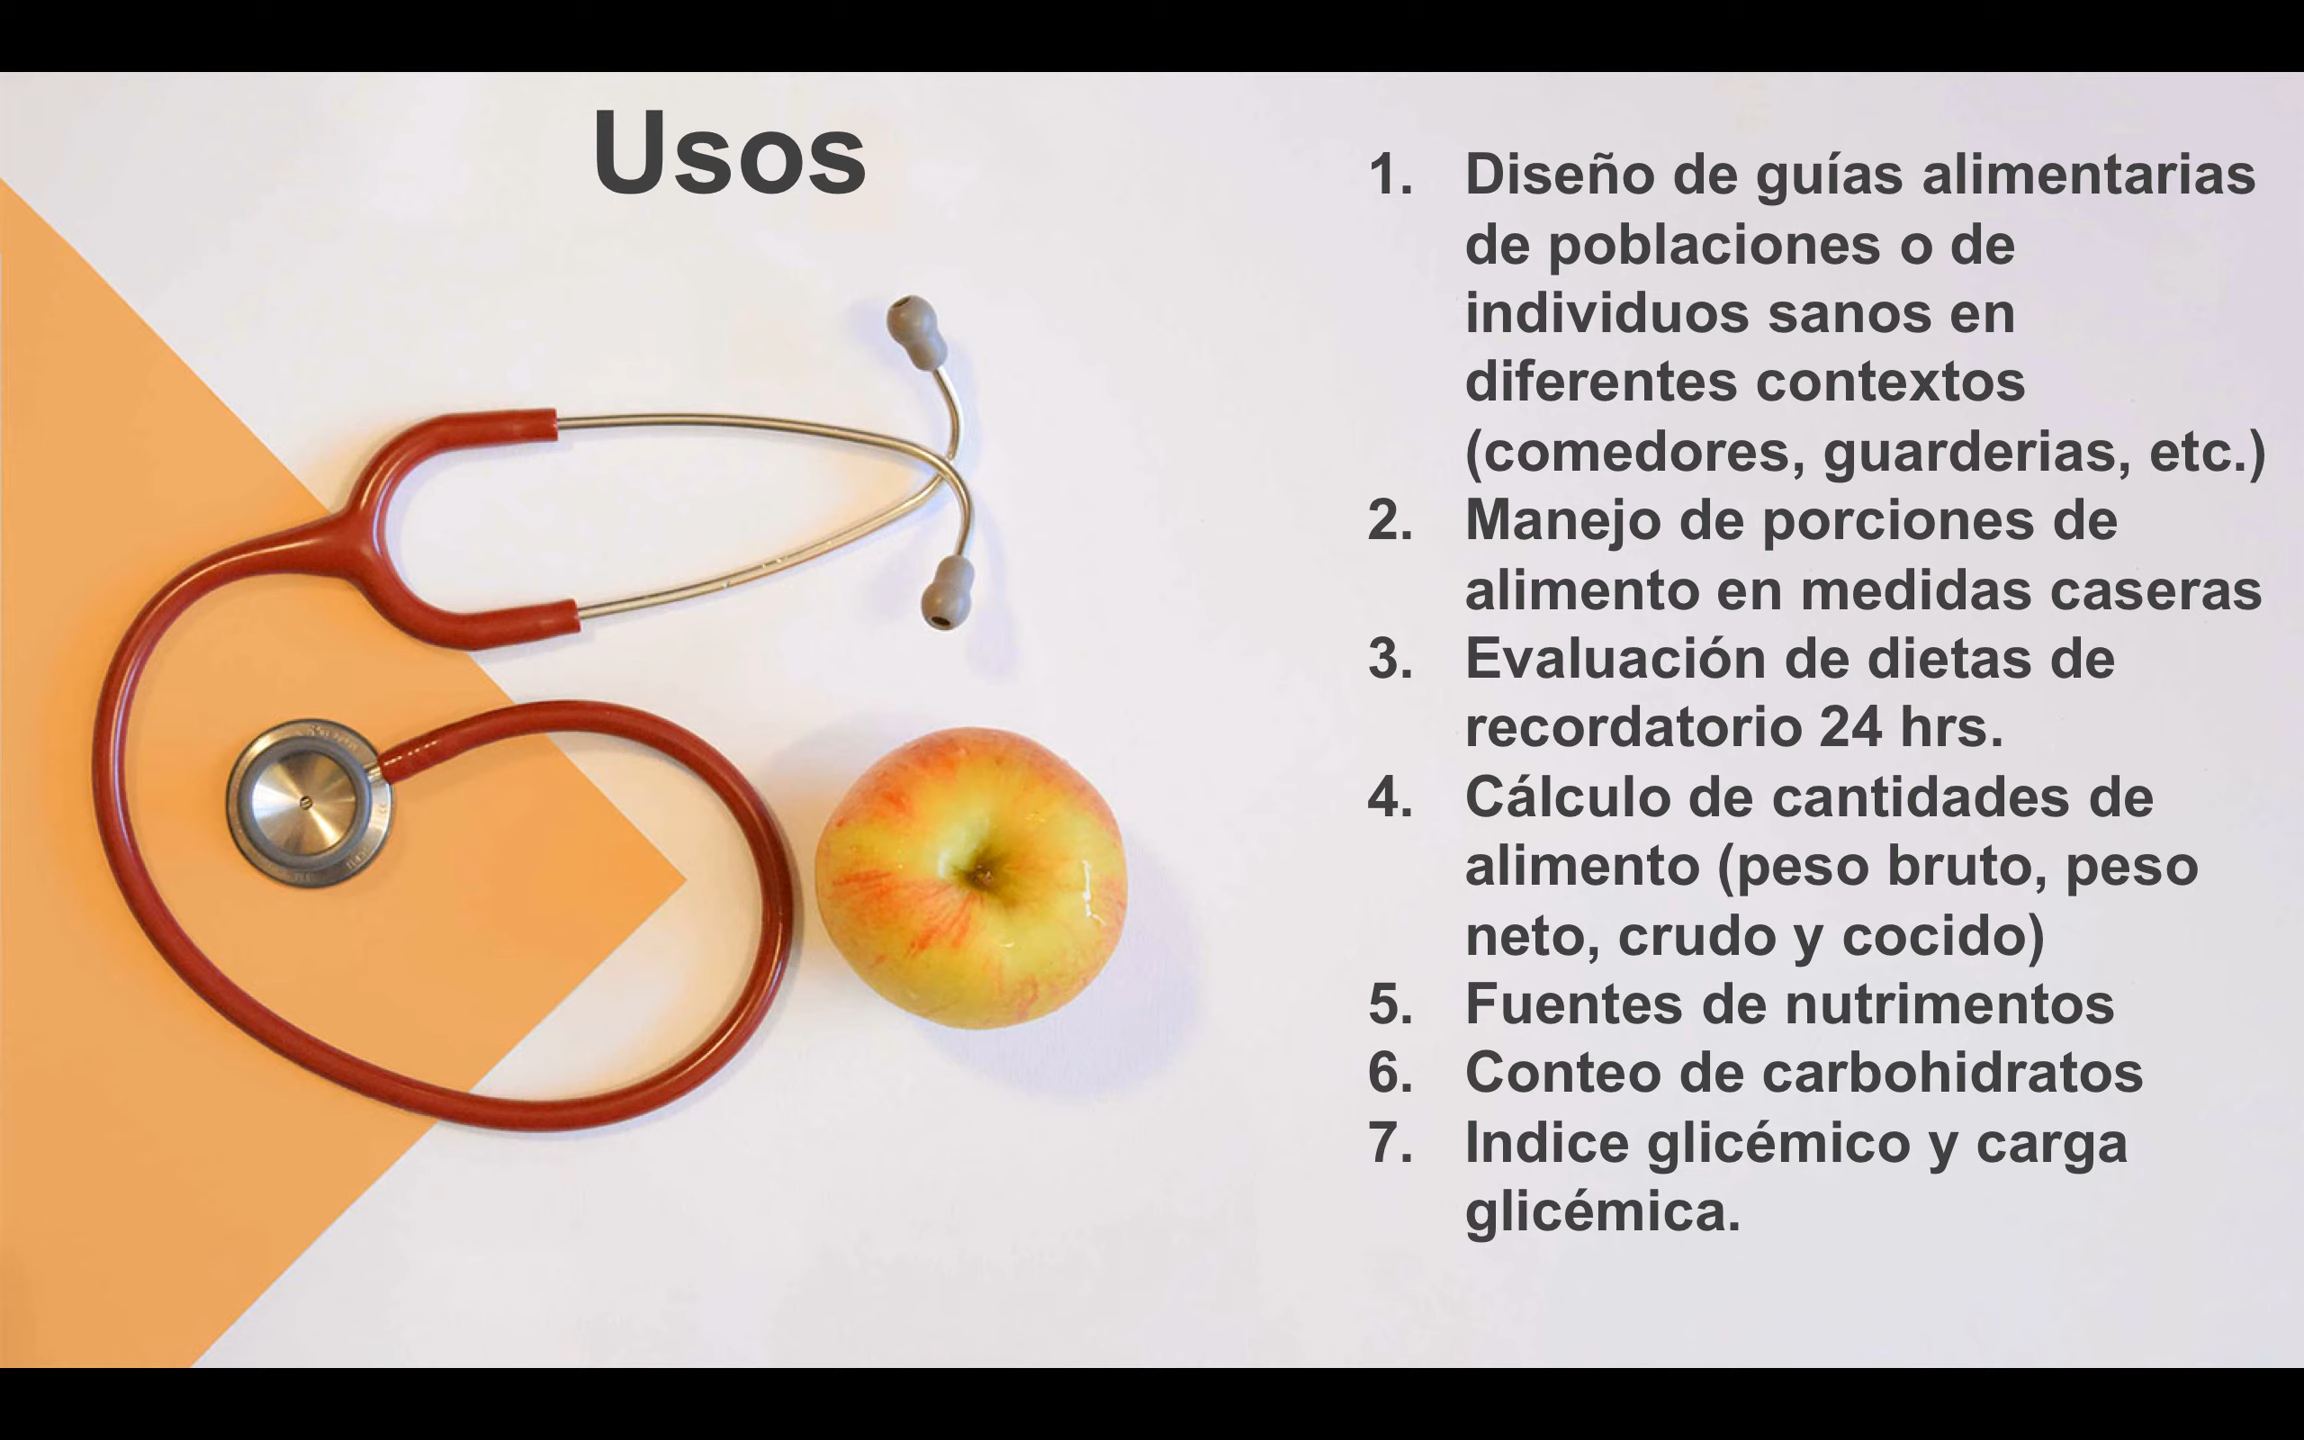 Usos
1. Diseño de guías alimentarias
de poblaciones o de
individuos sanos en
diferentes contextos
(comedores, guarderias, etc.)
2. Manejo de porciones de
alimento en medidas caseras
3. Evaluación de dietas de
recordatorio 24 hrs.
4. Cálculo de cantidades de
alimento (peso bruto, peso
neto, crudo y cocido)
5. Fuentes de nutrimentos
6. Conteo de carbohidratos
7. Indice glicémico y carga
glicémica.